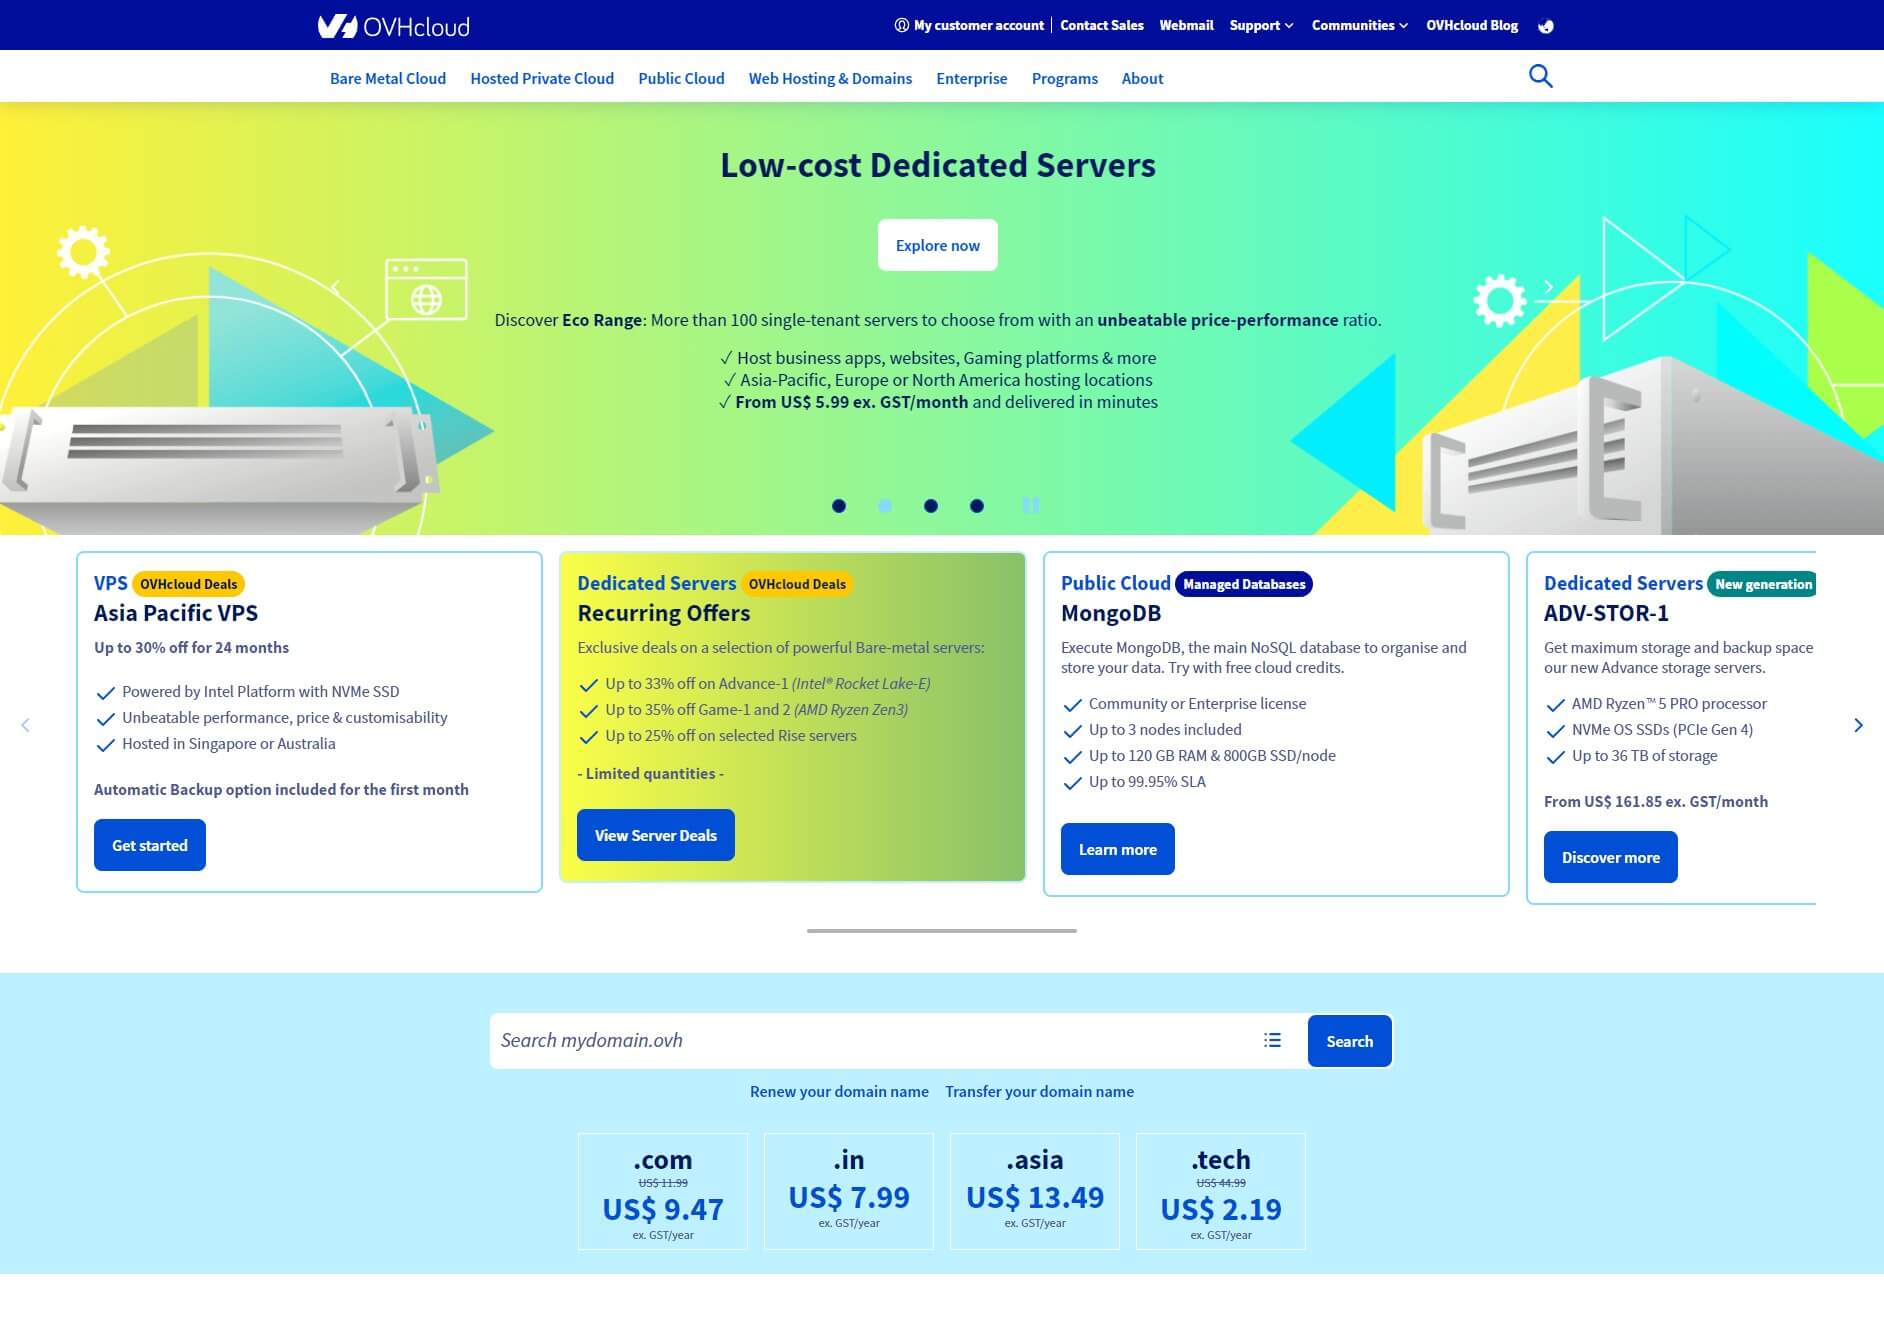 OVHcloud
My customer account
Contact Sales
Webmail
Support
Communities
OVHcloud Blog
Bare Metal Cloud
Hosted Private Cloud
Public Cloud
Web Hosting & Domains
Enterprise
Programs
About
Low-cost Dedicated Servers
Explore now
Discover Eco Range: More than 100 single-tenant servers to choose from with an unbeatable price-performance ratio.
✓ Host business apps, websites, Gaming platforms & more
✓ Asia-Pacific, Europe or North America hosting locations
✓ From US$ 5.99 ex. GST/month and delivered in minutes
VPS OVHcloud Deals
Asia Pacific VPS
Up to 30% off for 24 months
Powered by Intel Platform with NVMe SSD
Unbeatable performance, price & customisability
Hosted in Singapore or Australia
Automatic Backup option included for the first month
Get started
Dedicated Servers OVHcloud Deals
Recurring Offers
Exclusive deals on a selection of powerful Bare-metal servers:
Up to 33% off on Advance-1 (Intel® Rocket Lake-E)
Up to 35% off Game-1 and 2 (AMD Ryzen Zen3)
Up to 25% off on selected Rise servers
- Limited quantities -
View Server Deals
Public Cloud Managed Databases
MongoDB
Execute MongoDB, the main NoSQL database to organise and
store your data. Try with free cloud credits.
Community or Enterprise license
Up to 3 nodes included
Up to 120 GB RAM & 800GB SSD/node
Up to 99.95% SLA
Learn more
Dedicated Servers New generation
ADV-STOR-1
Get maximum storage and backup space
our new Advance storage servers.
AMD Ryzen™ 5 PRO processor
NVMe OS SSDs (PCIe Gen 4)
Up to 36 TB of storage
From US$ 161.85 ex. GST/month
Discover more
Search mydomain.ovh
Search
Renew your domain name
Transfer your domain name
.com
US$ 11.99
US$ 9.47
ex. GST/year
.in
US$ 7.99
ex. GST/year
.asia
US$ 13.49
ex. GST/year
.tech
US$ 44.99
US$ 2.19
ex. GST/year